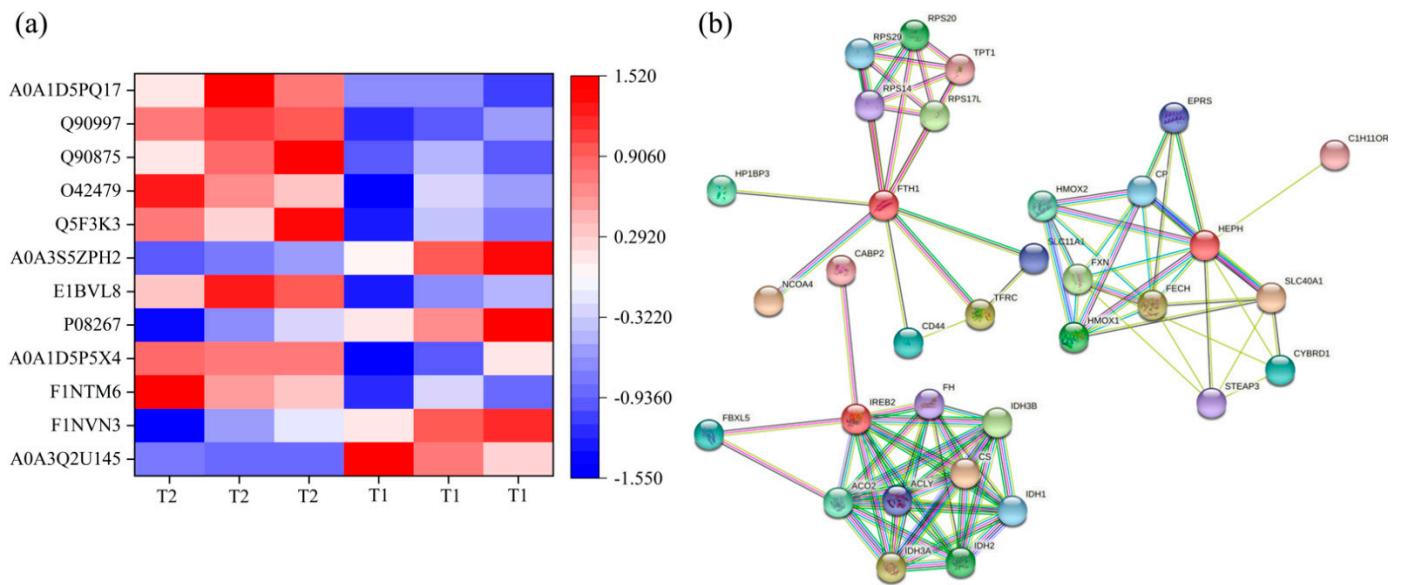 (a)
A0A1D5PQ17
Q90997
Q90875
O42479
Q5F3K3
A0A3S5ZPH2
E1BVL8
P08267
A0A1D5P5X4
F1NTM6
F1NVN3
A0A3Q2U145
T2 T2 T2 T1 T1 T1
1.520
0.9060
0.2920
-0.3220
-0.9360
-1.550
(b)
RPS20
RPS29
TPT1
RPS14
RPS17L
HP1BP3
FTH1
CABP2
SLC11A1
NCOA4
TFRC
CD44
EPRS
C1H11OR
CP
HMOX2
HEPH
FXN
FECH
SLC40A1
HMOX1
CYBRD1
STEAP3
FH
IREB2
IDH3B
FBXL5
CS
ACO2
ACLY
IDH1
IDH3A
IDH2